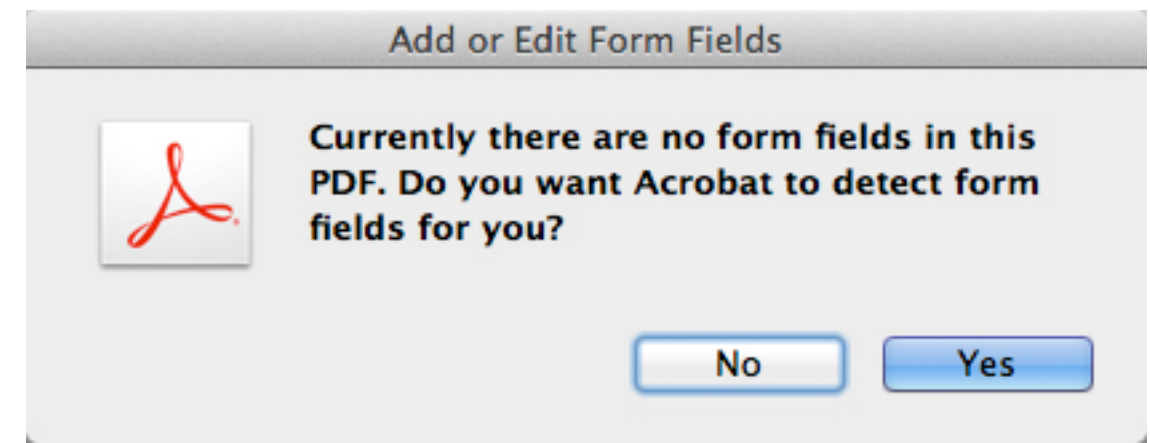 Add or Edit Form Fields
Currently there are no form fields in this
PDF. Do you want Acrobat to detect form
fields for you?
No Yes